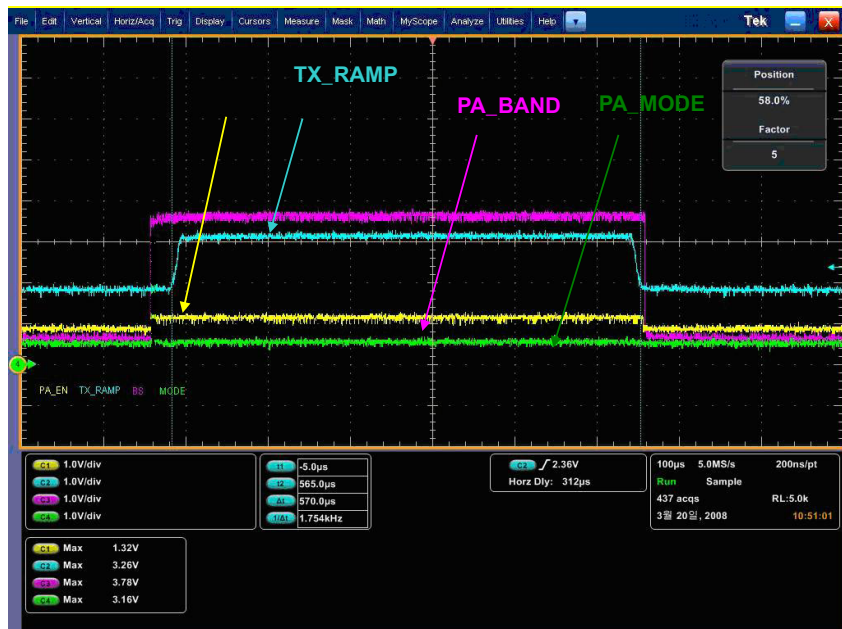 File Edit Vertical Horiz/Acq Trig Display Cursors Measure Mask Math MyScope Analyze Utilities Help Tek X
TX_RAMP
PA_BAND PA_MODE
Position
58.0%
Factor
5
4
PA_EN TX_RAMP BS MODE
C1 1.0V/div
C2 1.0V/div
C3 1.0V/div
C4 1.0V/div
t1 -5.0µs
t2 565.0µs
Δt 570.0µs
1/Δt 1.754kHz
C2 2.36V
Horz Dly: 312µs
100µs 5.0MS/s 200ns/pt
Run Sample
437 acqs RL:5.0k
3월 20일, 2008 10:51:01
C1 Max 1.32V
C2 Max 3.26V
C3 Max 3.78V
C4 Max 3.16V